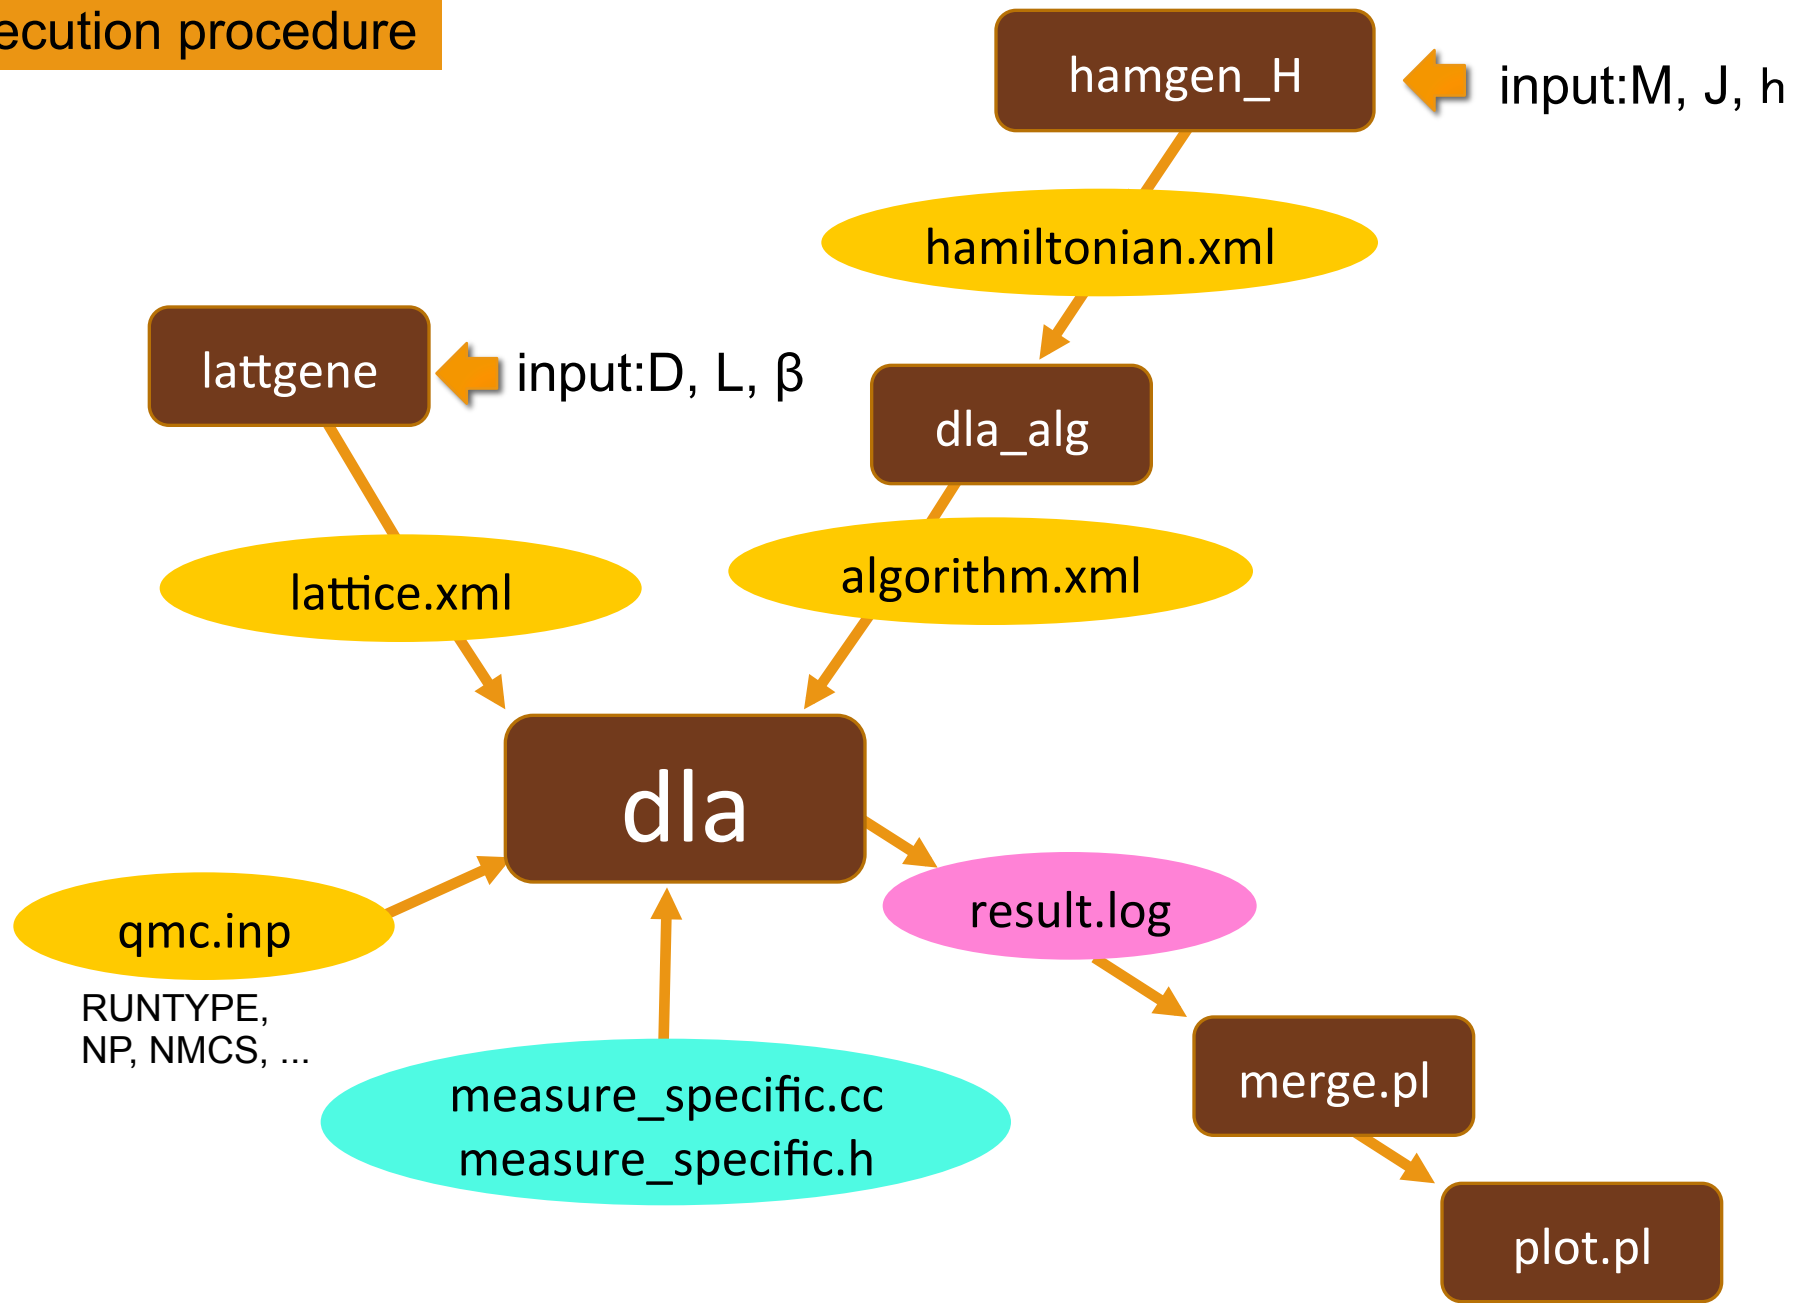 ecution procedure
hamgen_H
input:M, J, h
hamiltonian.xml
lattgene
input:D, L, β
dla_alg
lattice.xml
algorithm.xml
dla
qmc.inp
RUNTYPE,
NP, NMCS, ...
result.log
measure_specific.cc
measure_specific.h
merge.pl
plot.pl